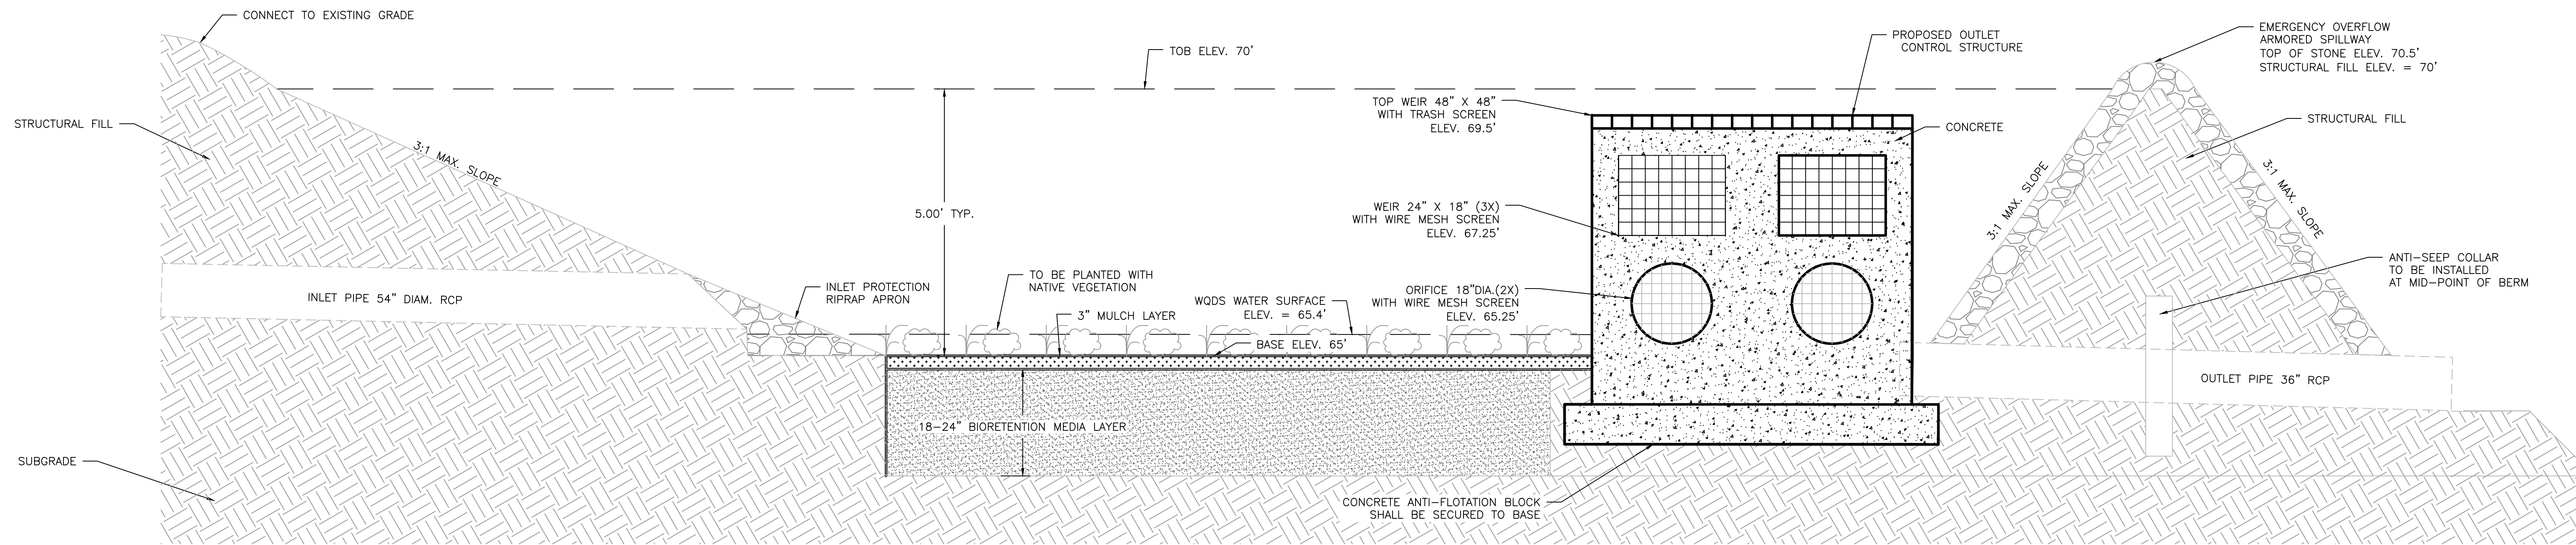 CONNECT TO EXISTING GRADE
TOB ELEV. 70'
PROPOSED OUTLET
CONTROL STRUCTURE
EMERGENCY OVERFLOW
ARMORED SPILLWAY
TOP OF STONE ELEV. 70.5'
STRUCTURAL FILL ELEV. = 70'
STRUCTURAL FILL
3:1 MAX. SLOPE
TOP WEIR 48" X 48"
WITH TRASH SCREEN
ELEV. 69.5'
CONCRETE
STRUCTURAL FILL
3:1 MAX. SLOPE
3:1 MAX. SLOPE
5.00' TYP.
WEIR 24" X 18" (3X)
WITH WIRE MESH SCREEN
ELEV. 67.25'
ANTI-SEEP COLLAR
TO BE INSTALLED
AT MID-POINT OF BERM
INLET PIPE 54" DIAM. RCP
INLET PROTECTION
RIPRAP APRON
TO BE PLANTED WITH
NATIVE VEGETATION
3" MULCH LAYER
WQDS WATER SURFACE
ELEV. = 65.4'
BASE ELEV. 65'
ORIFICE 18"DIA.(2X)
WITH WIRE MESH SCREEN
ELEV. 65.25'
OUTLET PIPE 36" RCP
18-24" BIORETENTION MEDIA LAYER
SUBGRADE
CONCRETE ANTI-FLOTATION BLOCK
SHALL BE SECURED TO BASE